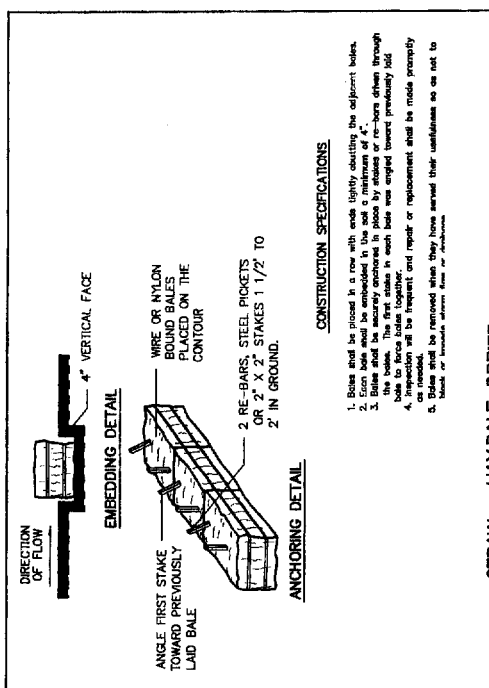 DIRECTION
OF FLOW
4" VERTICAL FACE
EMBEDDING DETAIL
ANGLE FIRST STAKE
TOWARD PREVIOUSLY
LAID BALE
WIRE OR NYLON
BOUND BALES
PLACED ON THE
CONTOUR
2 RE-BARS, STEEL PICKETS
OR 2" X 2" STAKES 1 1/2' TO
2' IN GROUND.
ANCHORING DETAIL
CONSTRUCTION SPECIFICATIONS
1. Bales shall be placed in a row with ends tightly abutting the adjacent bales.
2. Each bale shall be embedded in the soil a minimum of 4".
3. Bales shall be securely anchored in place by stakes or re-bars driven through
the bales. The first stake in each bale was angled toward previously laid
bale to force bales together.
4. Inspection will be frequent and repair or replacement shall be made promptly
as needed.
5. Bales shall be removed when they have served their usefulness so as not to
block or impede storm flow or drainage.